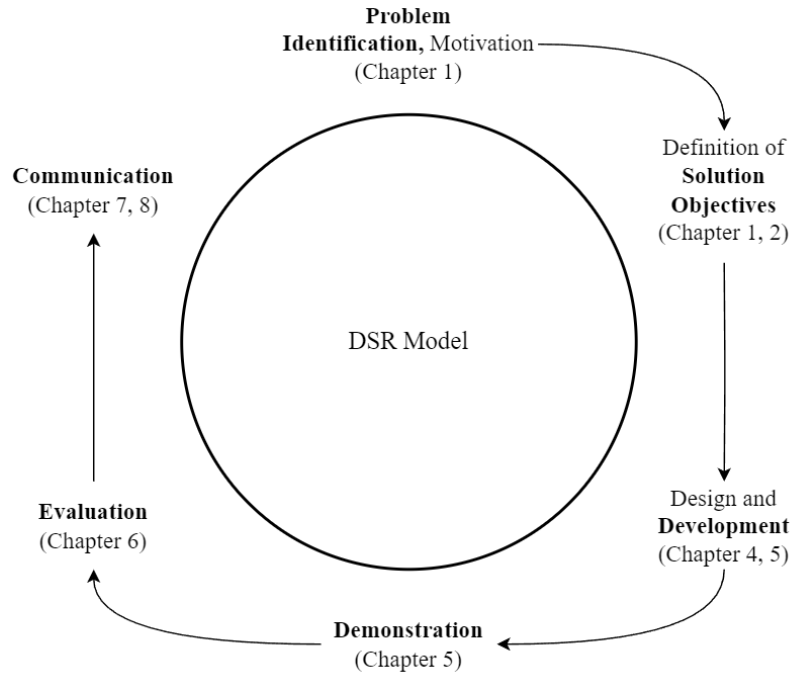 Problem
Identification, Motivation
(Chapter 1)
Definition of
Solution
Objectives
(Chapter 1, 2)
Design and
Development
(Chapter 4, 5)
Demonstration
(Chapter 5)
Evaluation
(Chapter 6)
Communication
(Chapter 7, 8)
DSR Model